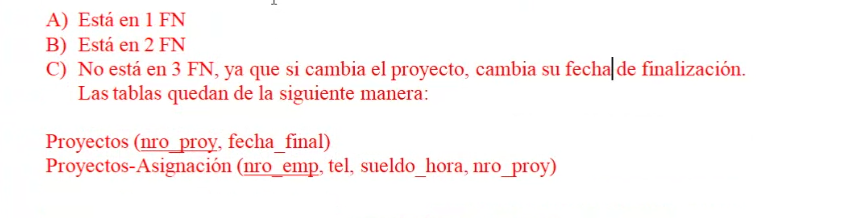 A) Está en 1 FN
B) Está en 2 FN
C) No está en 3 FN, ya que si cambia el proyecto, cambia su fecha de finalización.
Las tablas quedan de la siguiente manera:
Proyectos (nro_proy, fecha_final)
Proyectos-Asignación (nro_emp, tel, sueldo_hora, nro_proy)